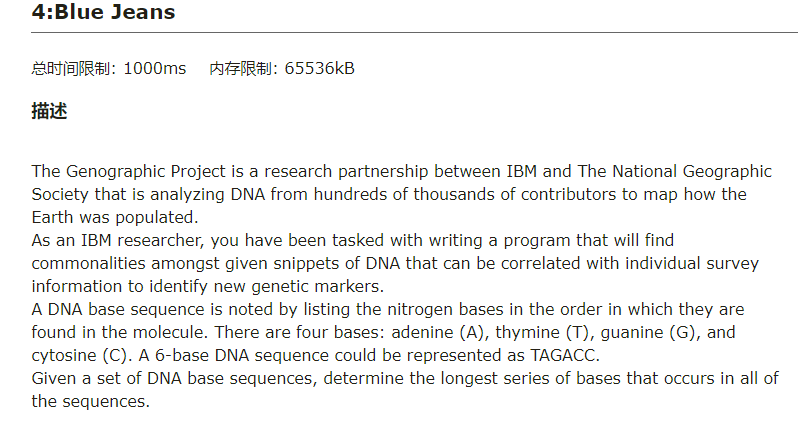 4:Blue Jeans
总时间限制: 1000ms 内存限制: 65536kB
描述
The Genographic Project is a research partnership between IBM and The National Geographic
Society that is analyzing DNA from hundreds of thousands of contributors to map how the
Earth was populated.
As an IBM researcher, you have been tasked with writing a program that will find
commonalities amongst given snippets of DNA that can be correlated with individual survey
information to identify new genetic markers.
A DNA base sequence is noted by listing the nitrogen bases in the order in which they are
found in the molecule. There are four bases: adenine (A), thymine (T), guanine (G), and
cytosine (C). A 6-base DNA sequence could be represented as TAGACC.
Given a set of DNA base sequences, determine the longest series of bases that occurs in all of
the sequences.